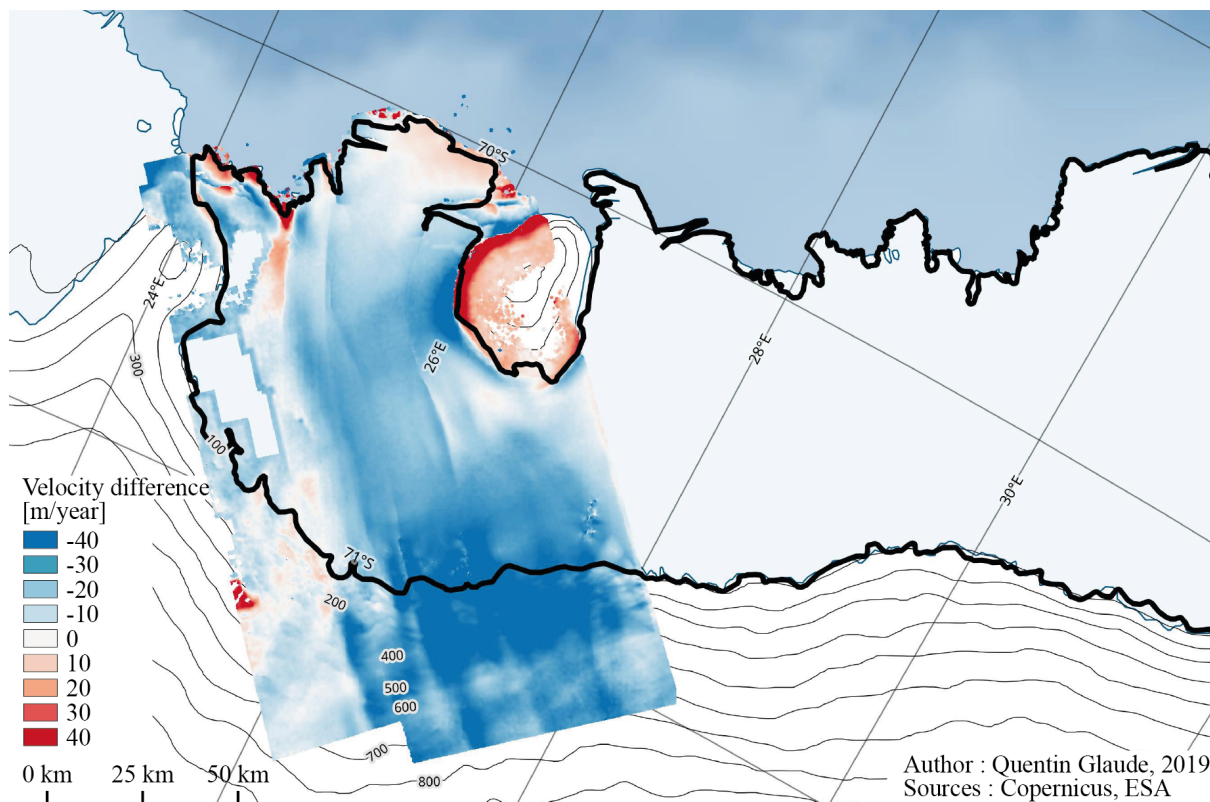 70°S
24°E
26°E
28°E
300
100
30°E
Velocity difference
[m/year]
-40
-30
-20
-10
0
10
20
30
40
71°S
200
400
500
600
700
800
0 km 25 km 50 km
Author : Quentin Glaude, 2019
Sources : Copernicus, ESA